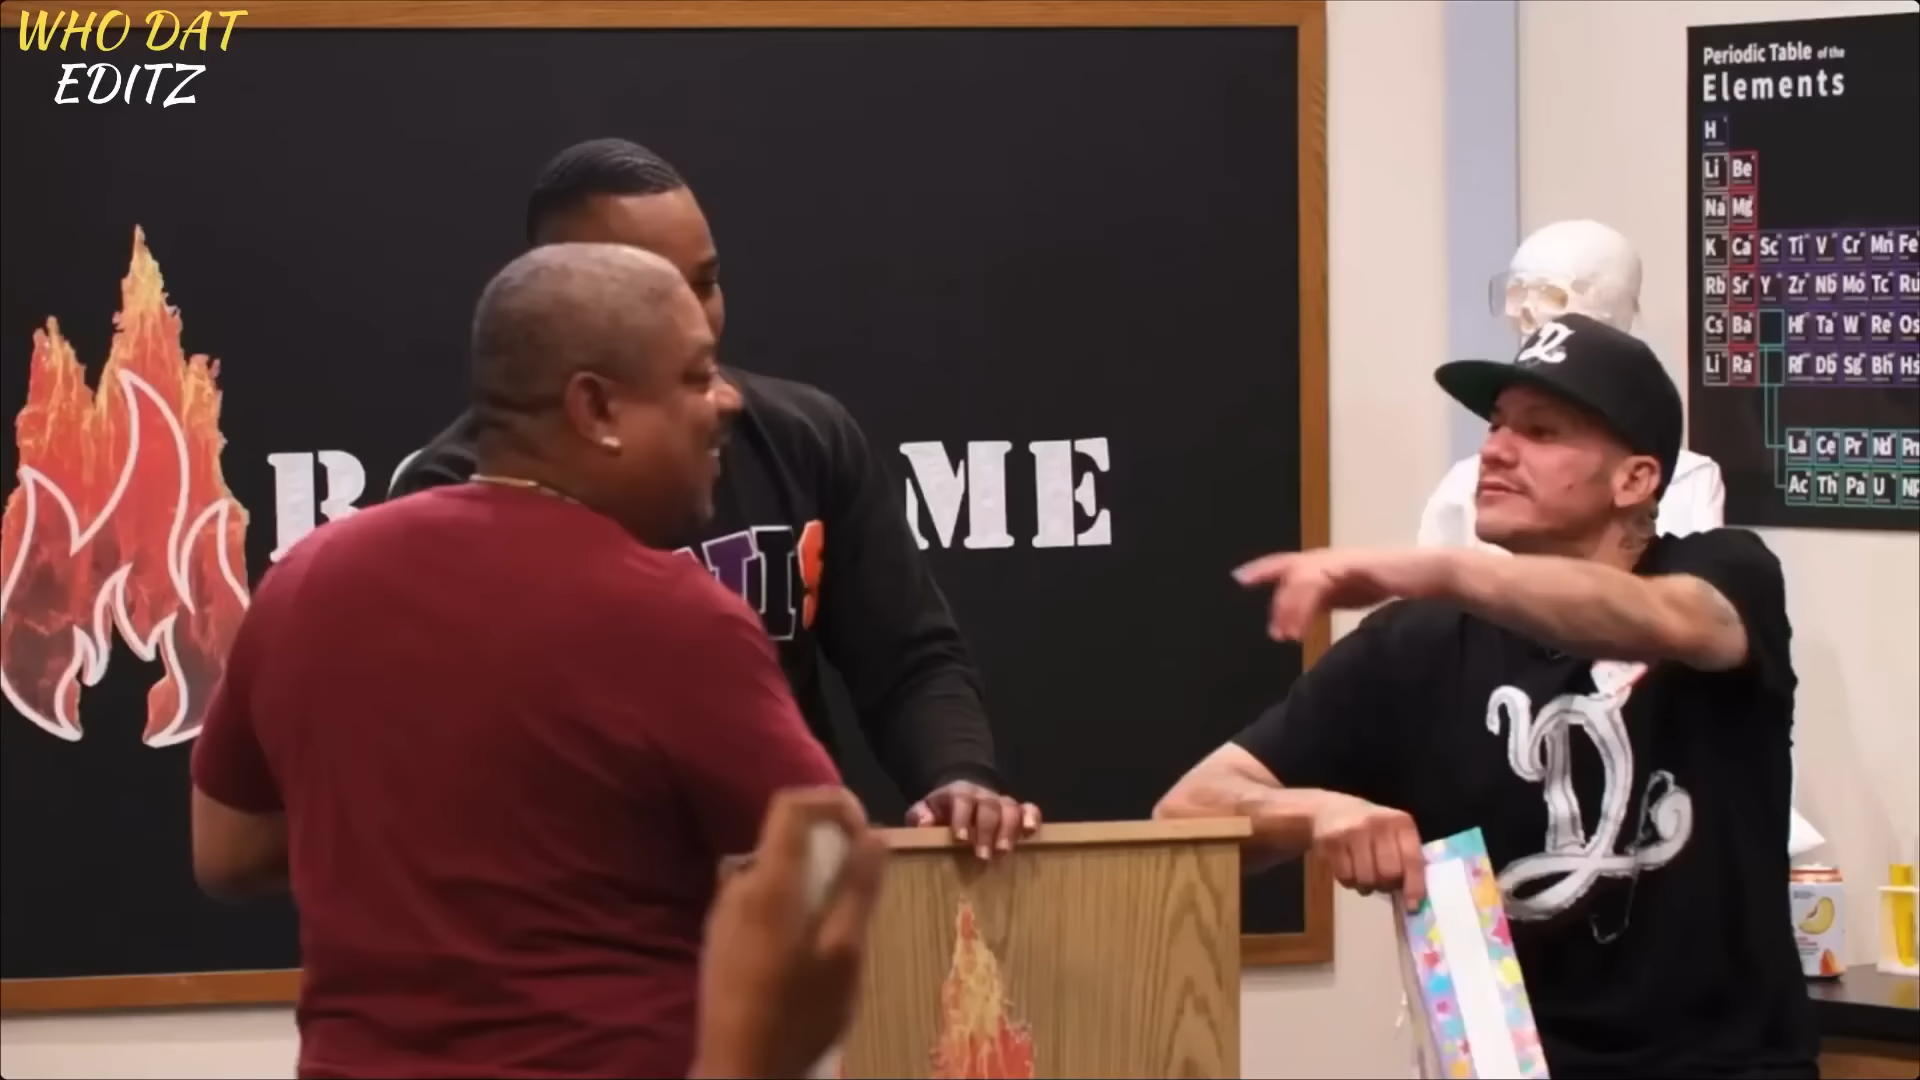 WHO DAT
EDITZ
Periodic Table of the
Elements
H
Li Be
Na Mg
K Ca Sc Ti V Cr Mn Fe
Rb Sr Y Zr Nb Mo Tc Ru
Cs Ba Hf Ta W Re Os
Li Ra Rf Db Sg Bh Hs
La Ce Pr Nd Pm
Ac Th Pa U Np
ME